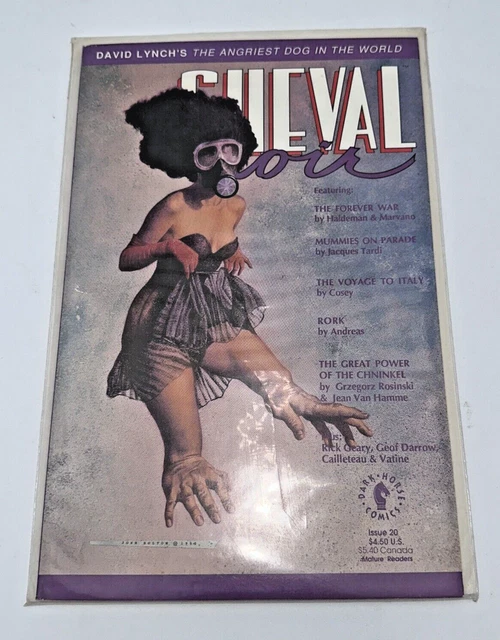 DAVID LYNCH'S THE ANGRIEST DOG IN THE WORLD
CHEVAL
noir
Featuring:
THE FOREVER WAR
by Haldeman & Marvano
MUMMIES ON PARADE
by Jacques Tardi
THE VOYAGE TO ITALY
by Cosey
RORK
by Andreas
THE GREAT POWER
OF THE CHNINKEL
by Grzegorz Rosinski
& Jean Van Hamme
Plus:
Rick Geary, Geof Darrow,
Cailleteau & Vatine
DARK HORSE
COMICS
Issue 20
$4.50 U.S.
$5.40 Canada
Mature Readers